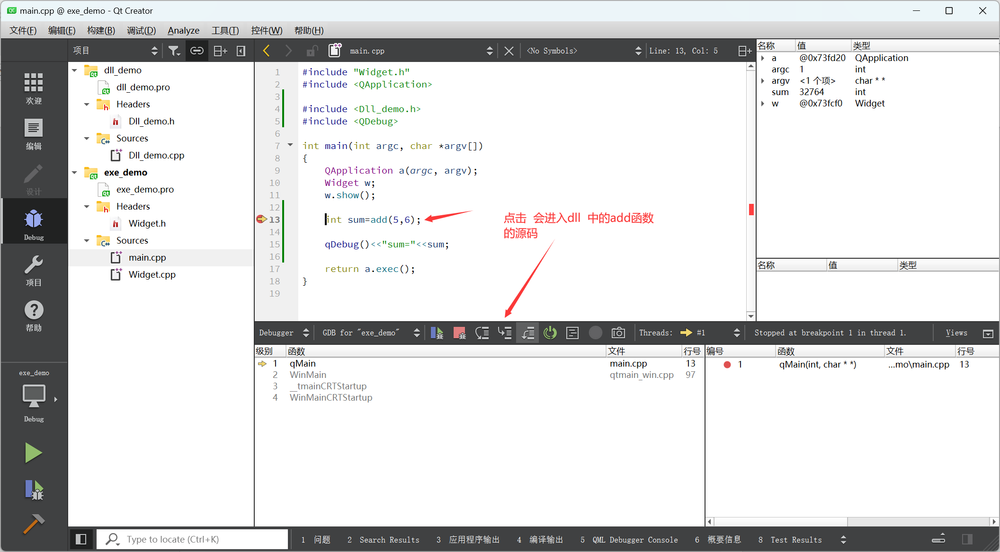 main.cpp @ exe_demo - Qt Creator
文件(F) 编辑(E) 构建(B) 调试(D) Analyze 工具(T) 控件(W) 帮助(H)
项目
main.cpp
<No Symbols>
Line: 13, Col: 5
欢迎
编辑
设计
Debug
项目
帮助
exe_demo
Debug
dll_demo
dll_demo.pro
Headers
Dll_demo.h
Sources
Dll_demo.cpp
exe_demo
exe_demo.pro
Headers
Widget.h
Sources
main.cpp
Widget.cpp
1 #include "Widget.h"
2 #include <QApplication>
3
4 #include <Dll_demo.h>
5 #include <QDebug>
6
7 int main(int argc, char *argv[])
8 {
9 QApplication a(argc, argv);
10 Widget w;
11 w.show();
12
13 int sum=add(5,6);
14
15 qDebug()<<"sum="<<sum;
16
17 return a.exec();
18 }
19
点击 会进入dll 中的add函数
的源码
名称 值 类型
a @0x73fd20 QApplication
argc 1 int
argv <1 个项> char * *
sum 32764 int
w @0x73fcf0 Widget
名称 值 类型
Debugger GDB for "exe_demo" Threads: #1 Stopped at breakpoint 1 in thread 1. Views
级别 函数 文件 行号
1 qMain main.cpp 13
2 WinMain qtmain_win.cpp 97
3 __tmainCRTStartup
4 WinMainCRTStartup
编号 函数 文件 行号
1 qMain(int, char * *) ...mo\main.cpp 13
Type to locate (Ctrl+K)
1 问题 2 Search Results 3 应用程序输出 4 编译输出 5 QML Debugger Console 6 概要信息 8 Test Results